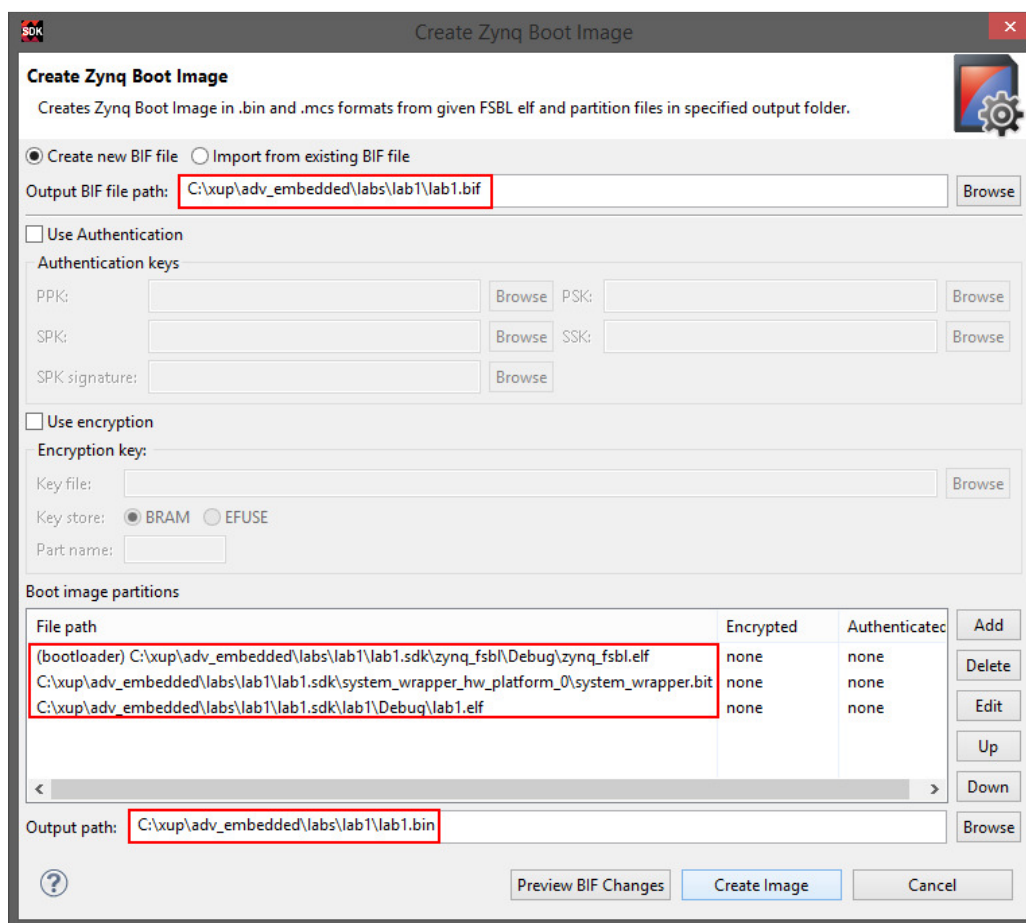 SDK
Create Zynq Boot Image
×
Create Zynq Boot Image
Creates Zynq Boot Image in .bin and .mcs formats from given FSBL elf and partition files in specified output folder.
Create new BIF file Import from existing BIF file
Output BIF file path: C:\xup\adv_embedded\labs\lab1\lab1.bif Browse
Use Authentication
Authentication keys
PPK: Browse PSK: Browse
SPK: Browse SSK: Browse
SPK signature: Browse
Use encryption
Encryption key:
Key file: Browse
Key store: BRAM EFUSE
Part name:
Boot image partitions
File path Encrypted Authenticated Add
(bootloader) C:\xup\adv_embedded\labs\lab1\lab1.sdk\zynq_fsbl\Debug\zynq_fsbl.elf none none
Delete
C:\xup\adv_embedded\labs\lab1\lab1.sdk\system_wrapper_hw_platform_0\system_wrapper.bit none none
C:\xup\adv_embedded\labs\lab1\lab1.sdk\lab1\Debug\lab1.elf none none Edit
Up
Down
Output path: C:\xup\adv_embedded\labs\lab1\lab1.bin Browse
? Preview BIF Changes Create Image Cancel